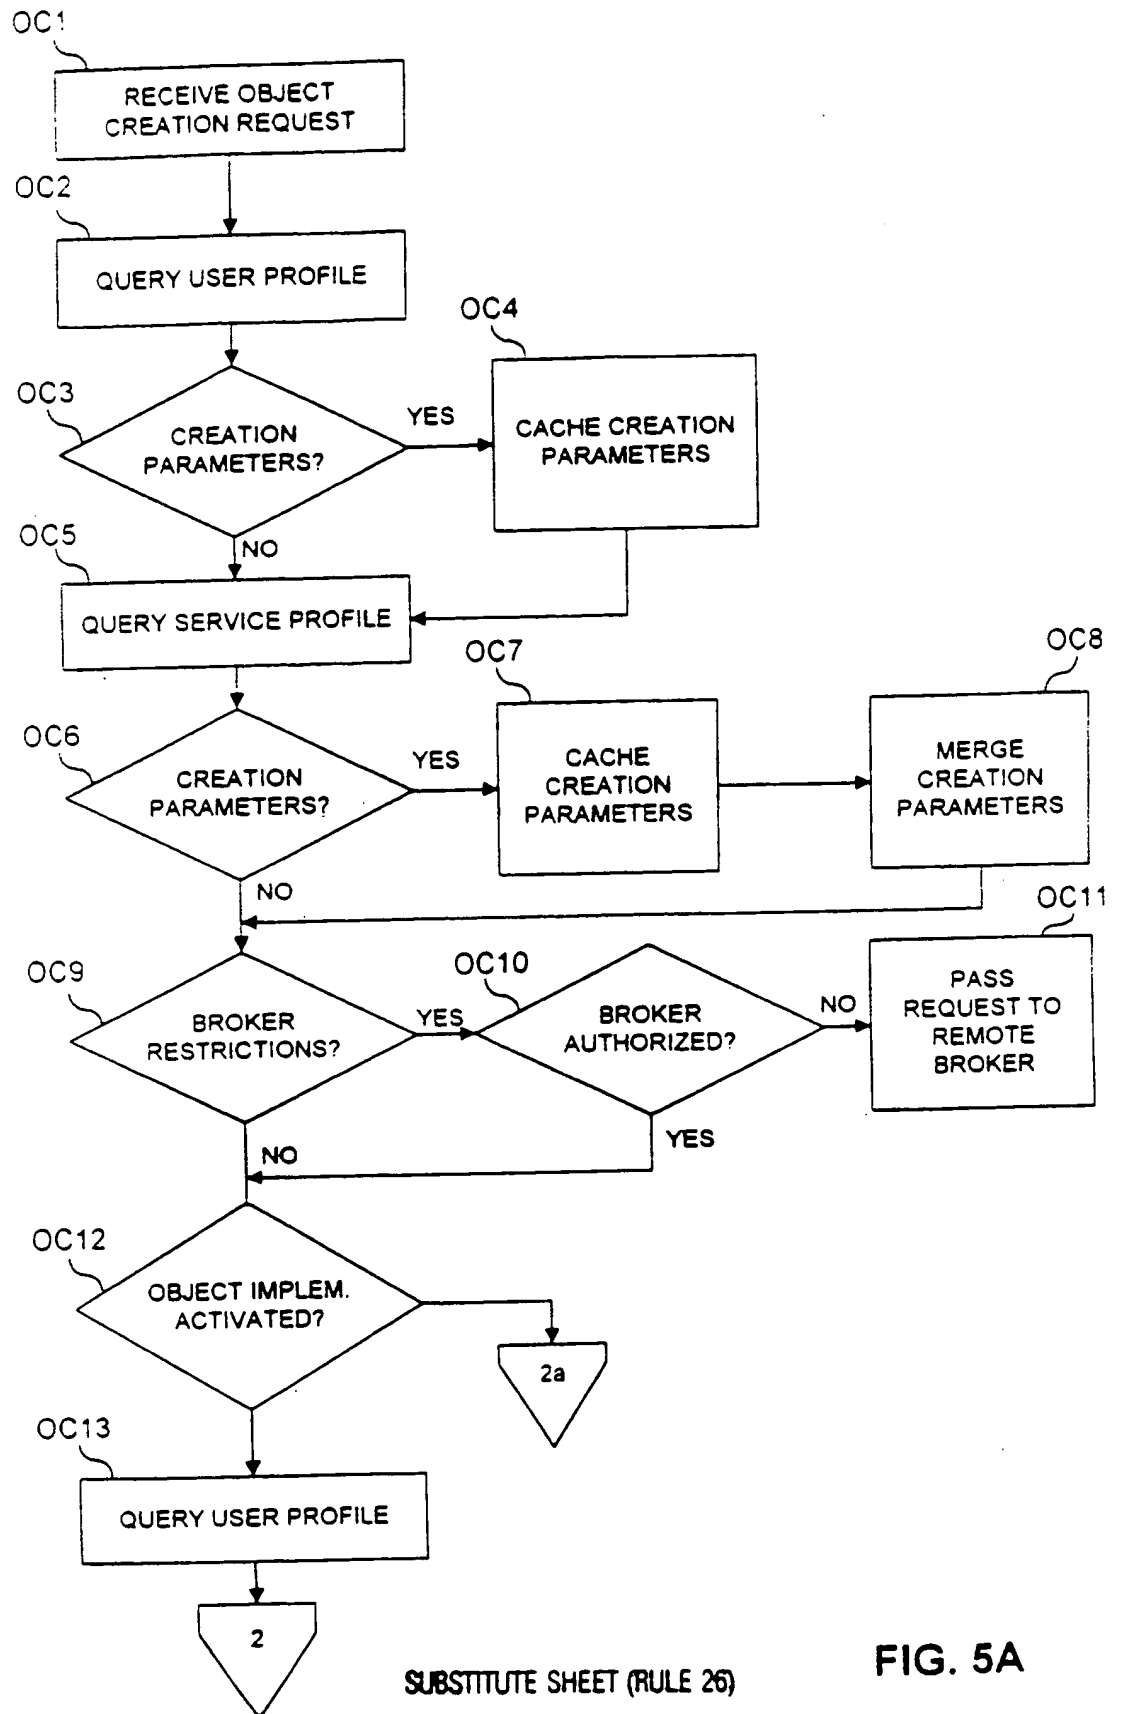 OC1
RECEIVE OBJECT
CREATION REQUEST
OC2
QUERY USER PROFILE
OC3
CREATION
PARAMETERS?
YES
OC4
CACHE CREATION
PARAMETERS
NO
OC5
QUERY SERVICE PROFILE
OC6
CREATION
PARAMETERS?
YES
OC7
CACHE
CREATION
PARAMETERS
OC8
MERGE
CREATION
PARAMETERS
NO
OC9
BROKER
RESTRICTIONS?
YES
OC10
BROKER
AUTHORIZED?
NO
OC11
PASS
REQUEST TO
REMOTE
BROKER
NO
YES
OC12
OBJECT IMPLEM.
ACTIVATED?
2a
OC13
QUERY USER PROFILE
2
SUBSTITUTE SHEET (RULE 26)
FIG. 5A